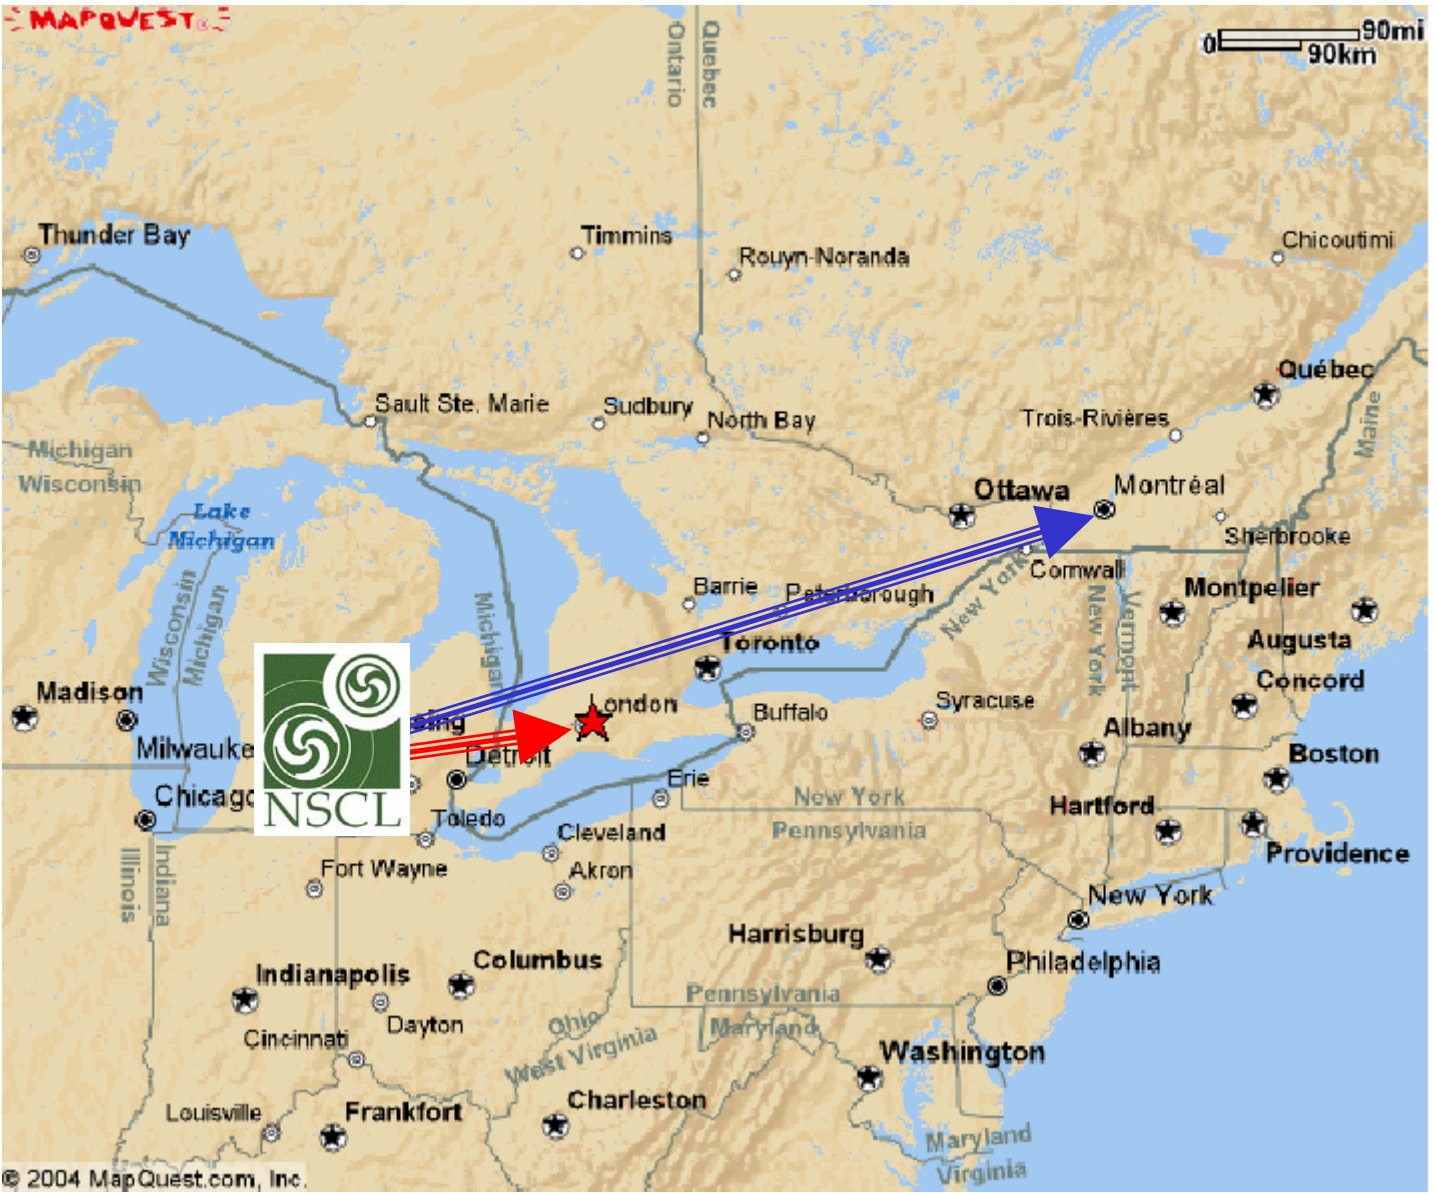 MAPQUEST®
Ontario
Quebec
0
90mi
90km
Thunder Bay
Timmins
Rouyn-Noranda
Chicoutimi
Québec
Sault Ste. Marie
Sudbury
North Bay
Trois-Rivières
Maine
Michigan
Wisconsin
Ottawa
Montréal
Lake
Michigan
Sherbrooke
Cornwall
Barrie
Peterborough
New York
Wisconsin
Michigan
Michigan
New York
Vermont
Montpelier
Augusta
Toronto
Concord
Madison
London
Buffalo
Syracuse
sing
Albany
Milwauke
Detroit
Boston
Chicago
NSCL
Erie
New York
Pennsylvania
Hartford
Toledo
Cleveland
Providence
Illinois
Indiana
Fort Wayne
Akron
New York
Harrisburg
Columbus
Indianapolis
Philadelphia
Dayton
Pennsylvania
Maryland
Ohio
West Virginia
Cincinnati
Washington
Louisville
Frankfort
Charleston
Maryland
Virginia
© 2004 MapQuest.com, Inc.